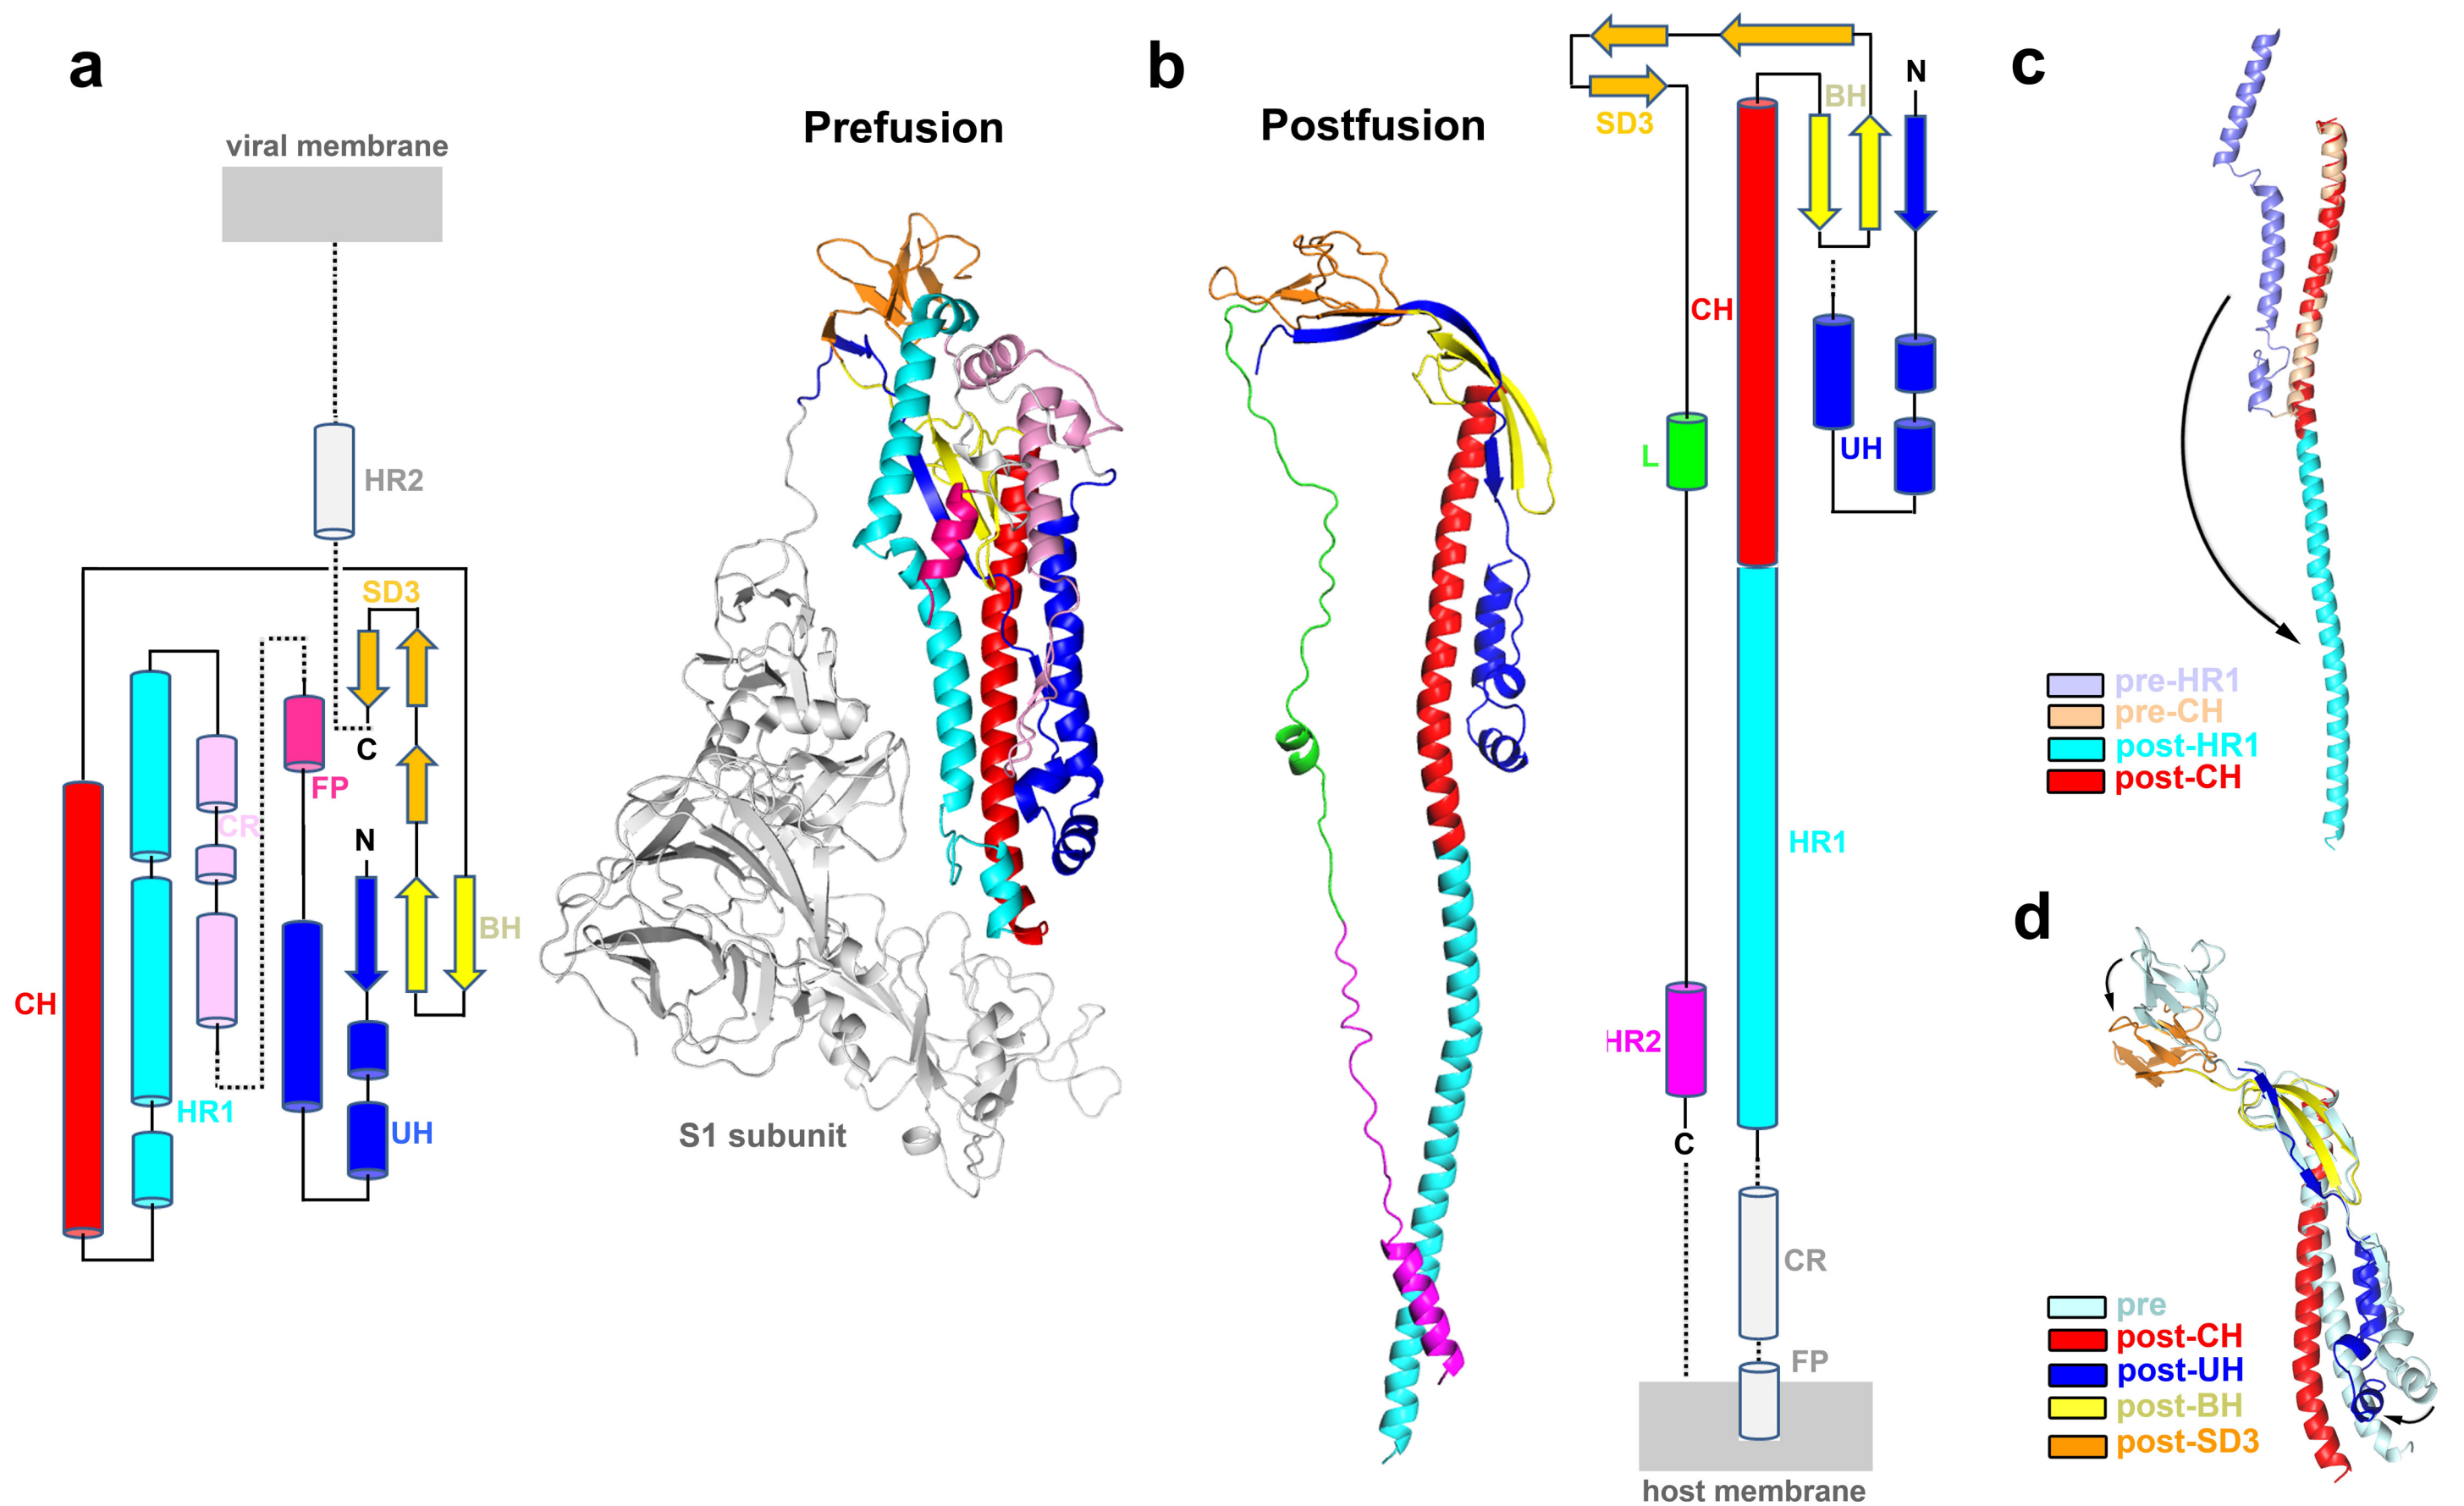 a
viral membrane
HR2
SD3
C
FP
CR
N
BH
CH
HR1
UH
Prefusion
S1 subunit
b
Postfusion
SD3
BH
N
CH
L
UH
HR1
HR2
C
CR
FP
host membrane
c
pre-HR1
pre-CH
post-HR1
post-CH
d
pre
post-CH
post-UH
post-BH
post-SD3